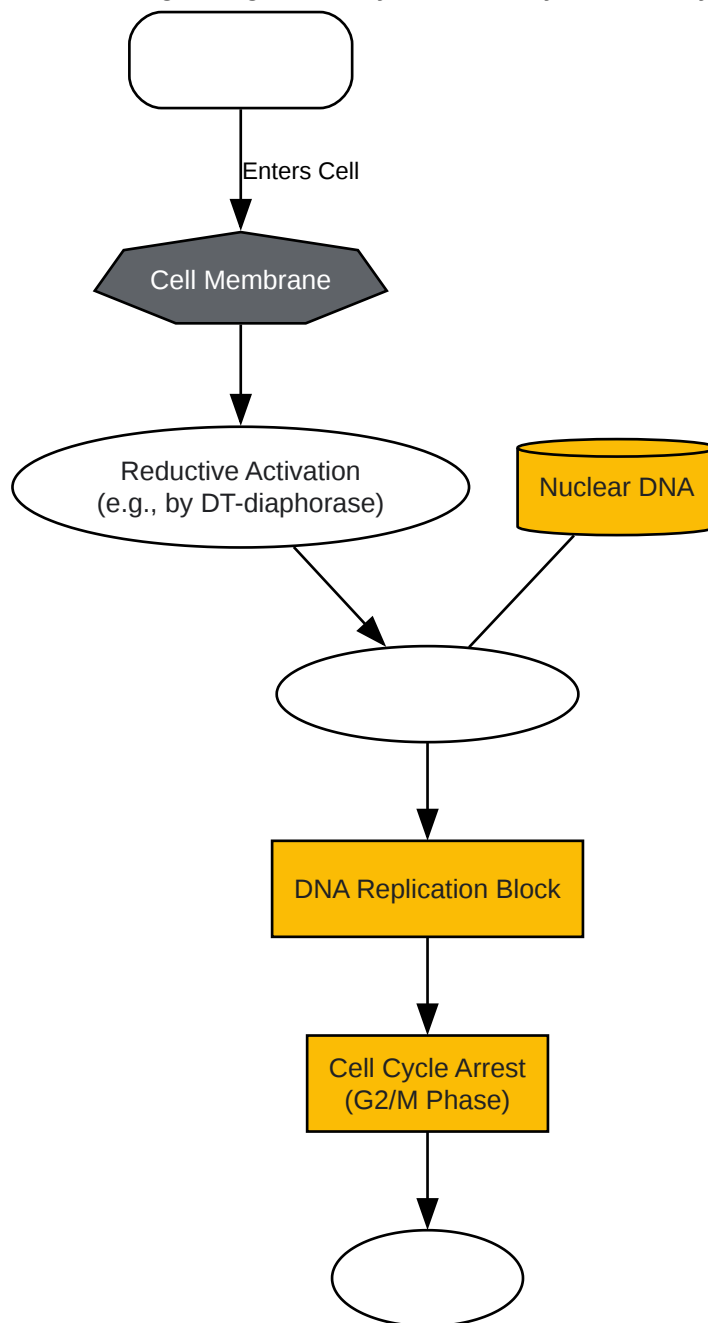 Enters Cell
Cell Membrane
Reductive Activation
(e.g., by DT-diaphorase)
Nuclear DNA
DNA Replication Block
Cell Cycle Arrest
(G2/M Phase)